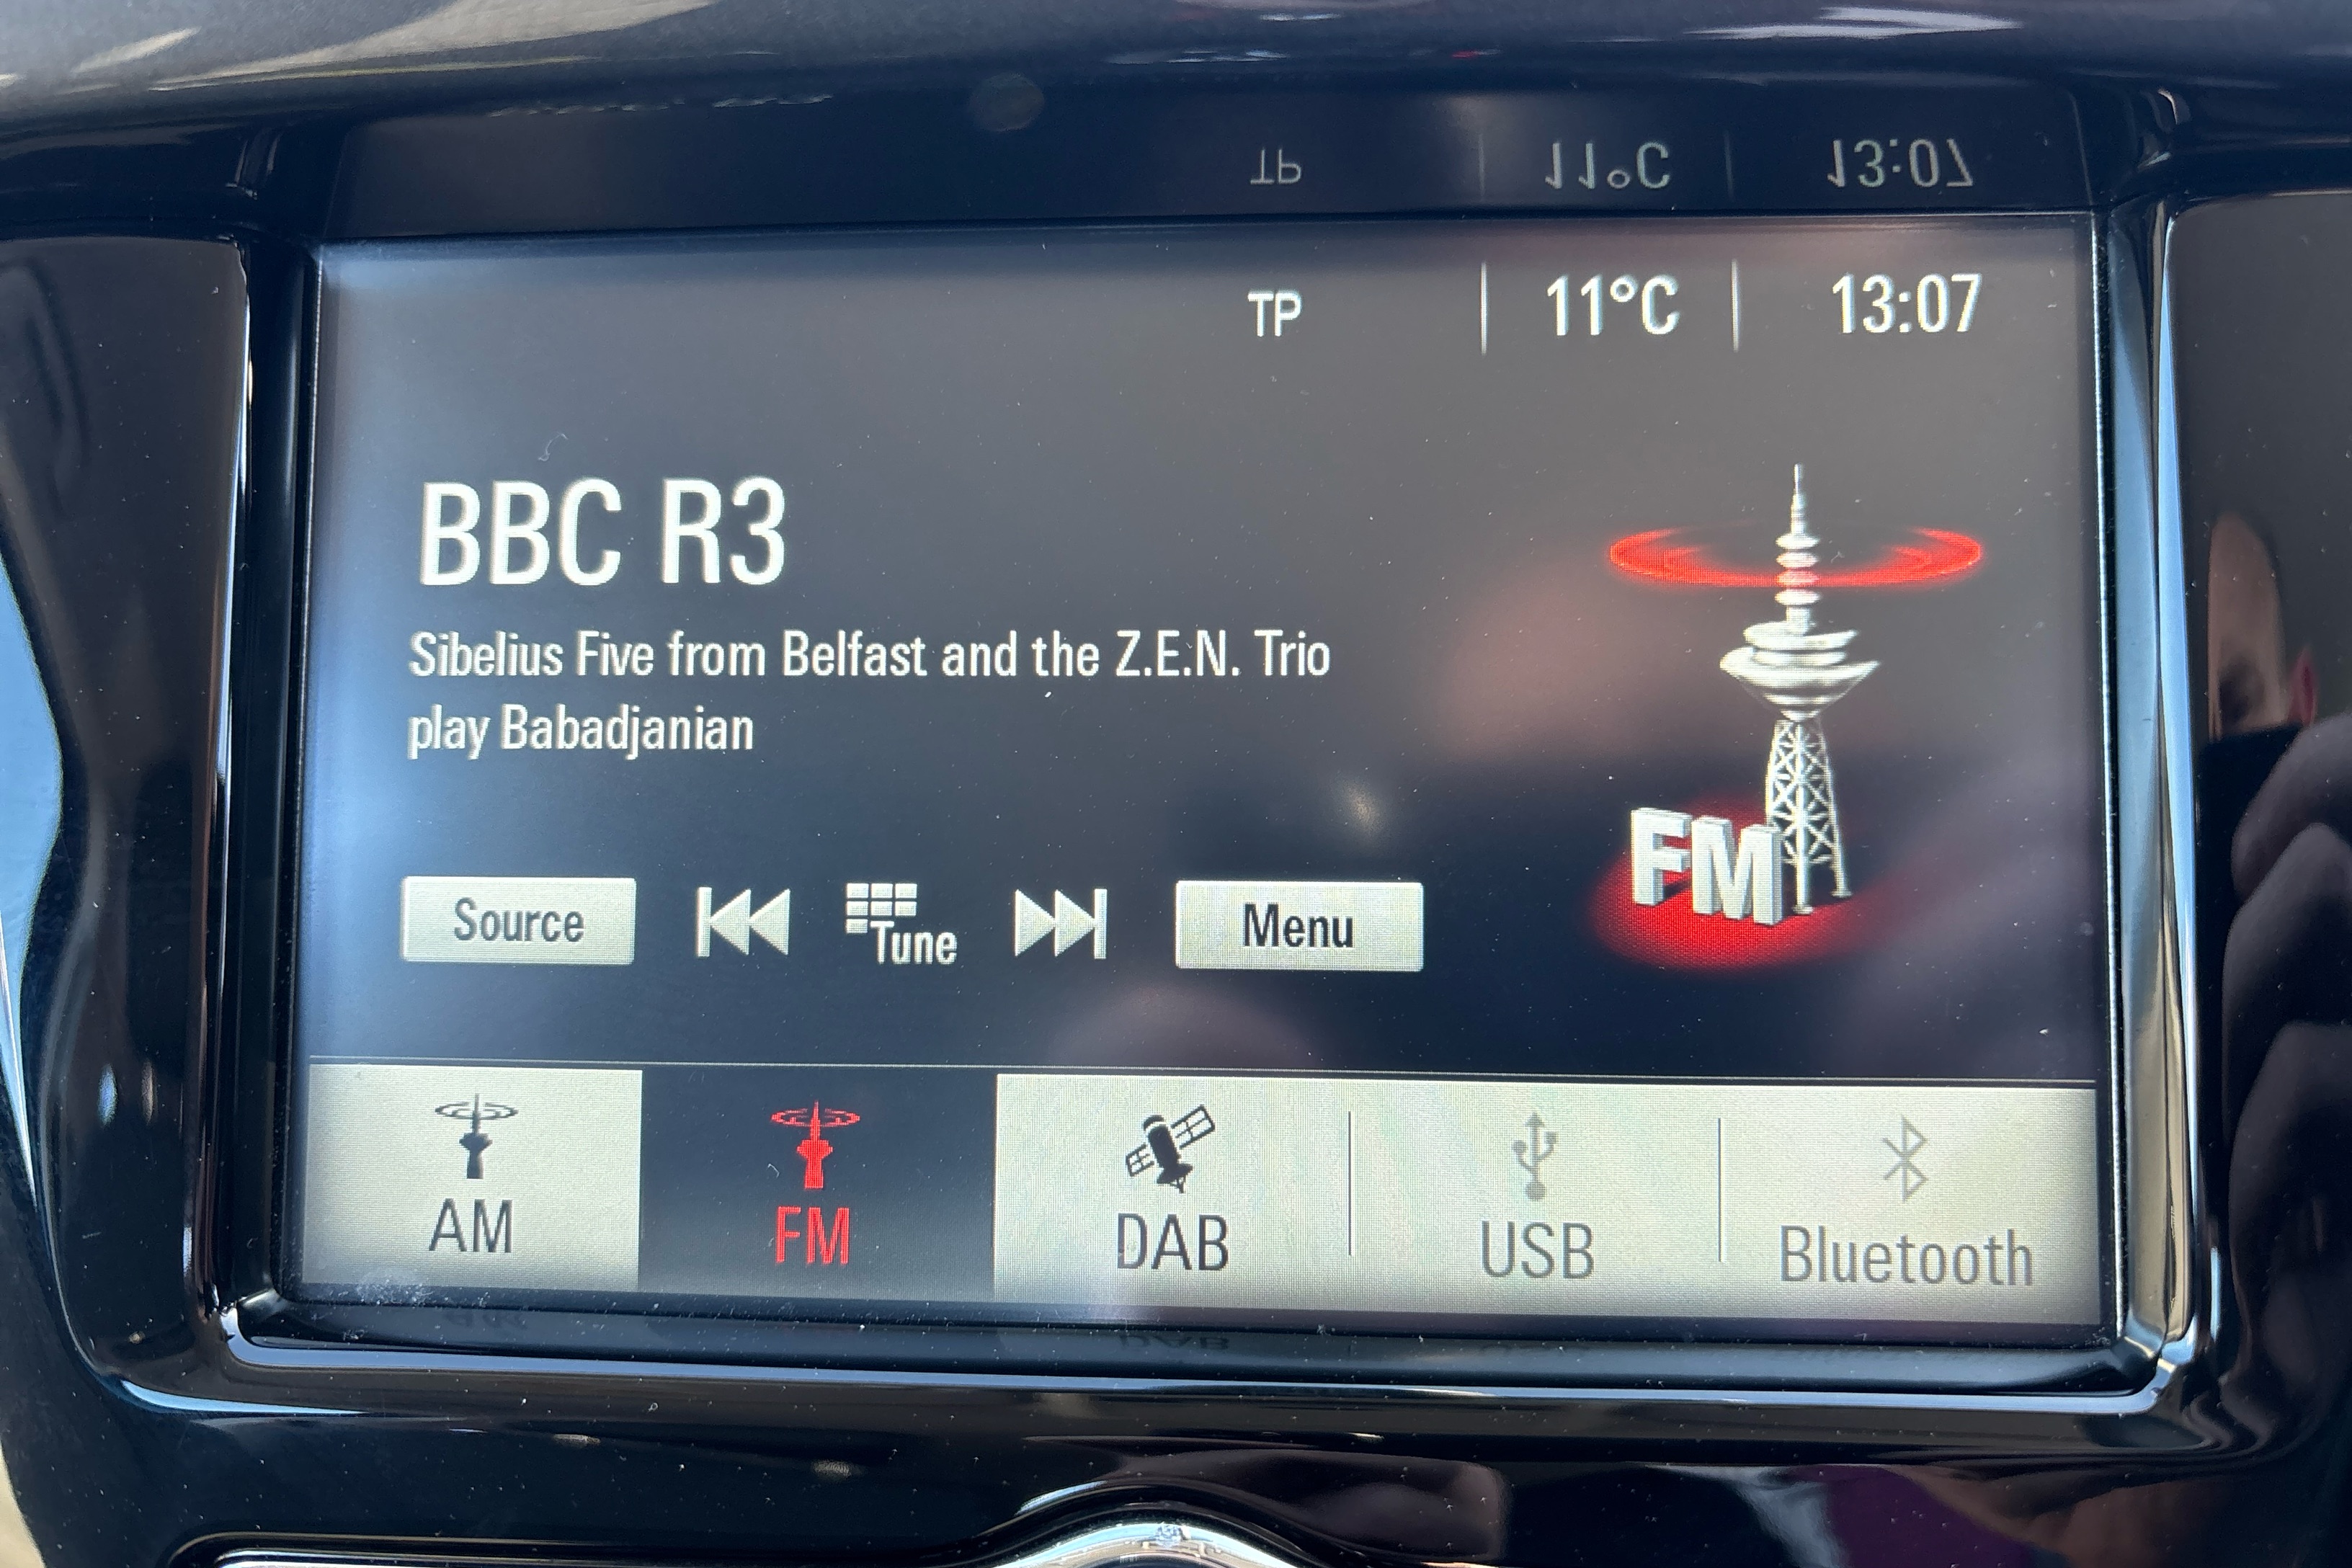 TP 11°C 13:07
BBC R3
Sibelius Five from Belfast and the Z.E.N. Trio
play Babadjanian
Source Tune Menu
FM
AM FM DAB USB Bluetooth